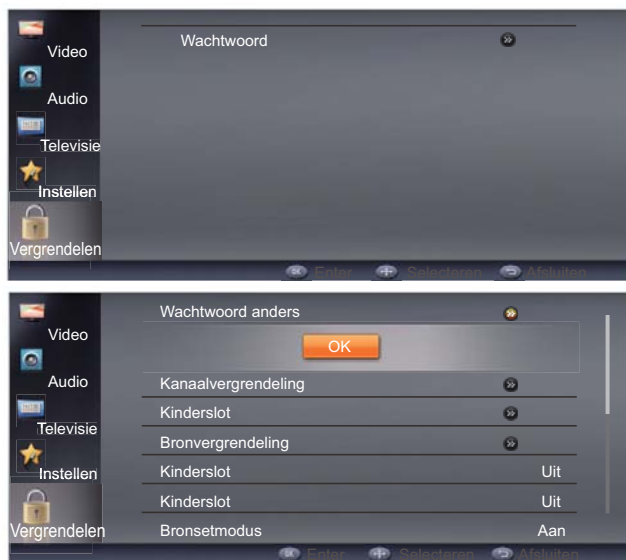 Video
Wachtwoord
Audio
Televisie
Instellen
Vergrendelen
Enter Selecteren Afsluiten
Wachtwoord anders
Video
OK
Audio
Kanaalvergrendeling
Kinderslot
Televisie
Bronvergrendeling
Instellen
Kinderslot Uit
Kinderslot Uit
Vergrendelen
Bronsetmodus Aan
Enter Selecteren Afsluiten